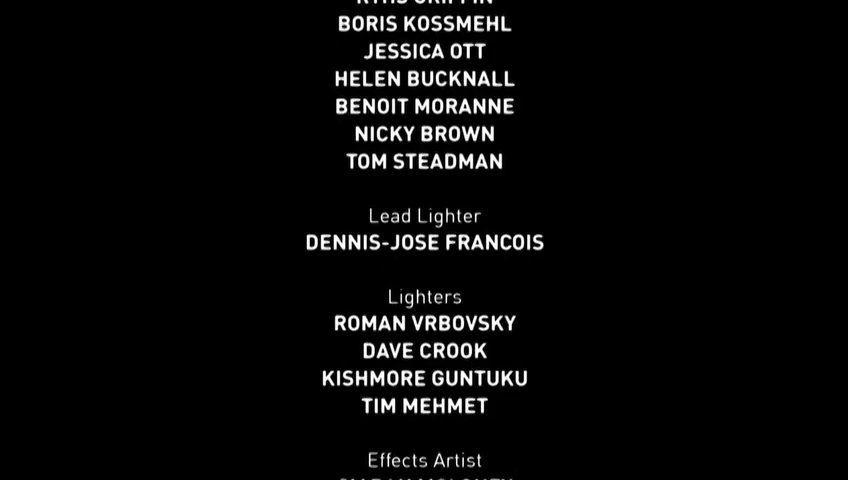 BORIS KOSSMEHL
JESSICA OTT
HELEN BUCKNALL
BENOIT MORANNE
NICKY BROWN
TOM STEADMAN
Lead Lighter
DENNIS-JOSE FRANCOIS
Lighters
ROMAN VRBOVSKY
DAVE CROOK
KISHMORE GUNTUKU
TIM MEHMET
Effects Artist